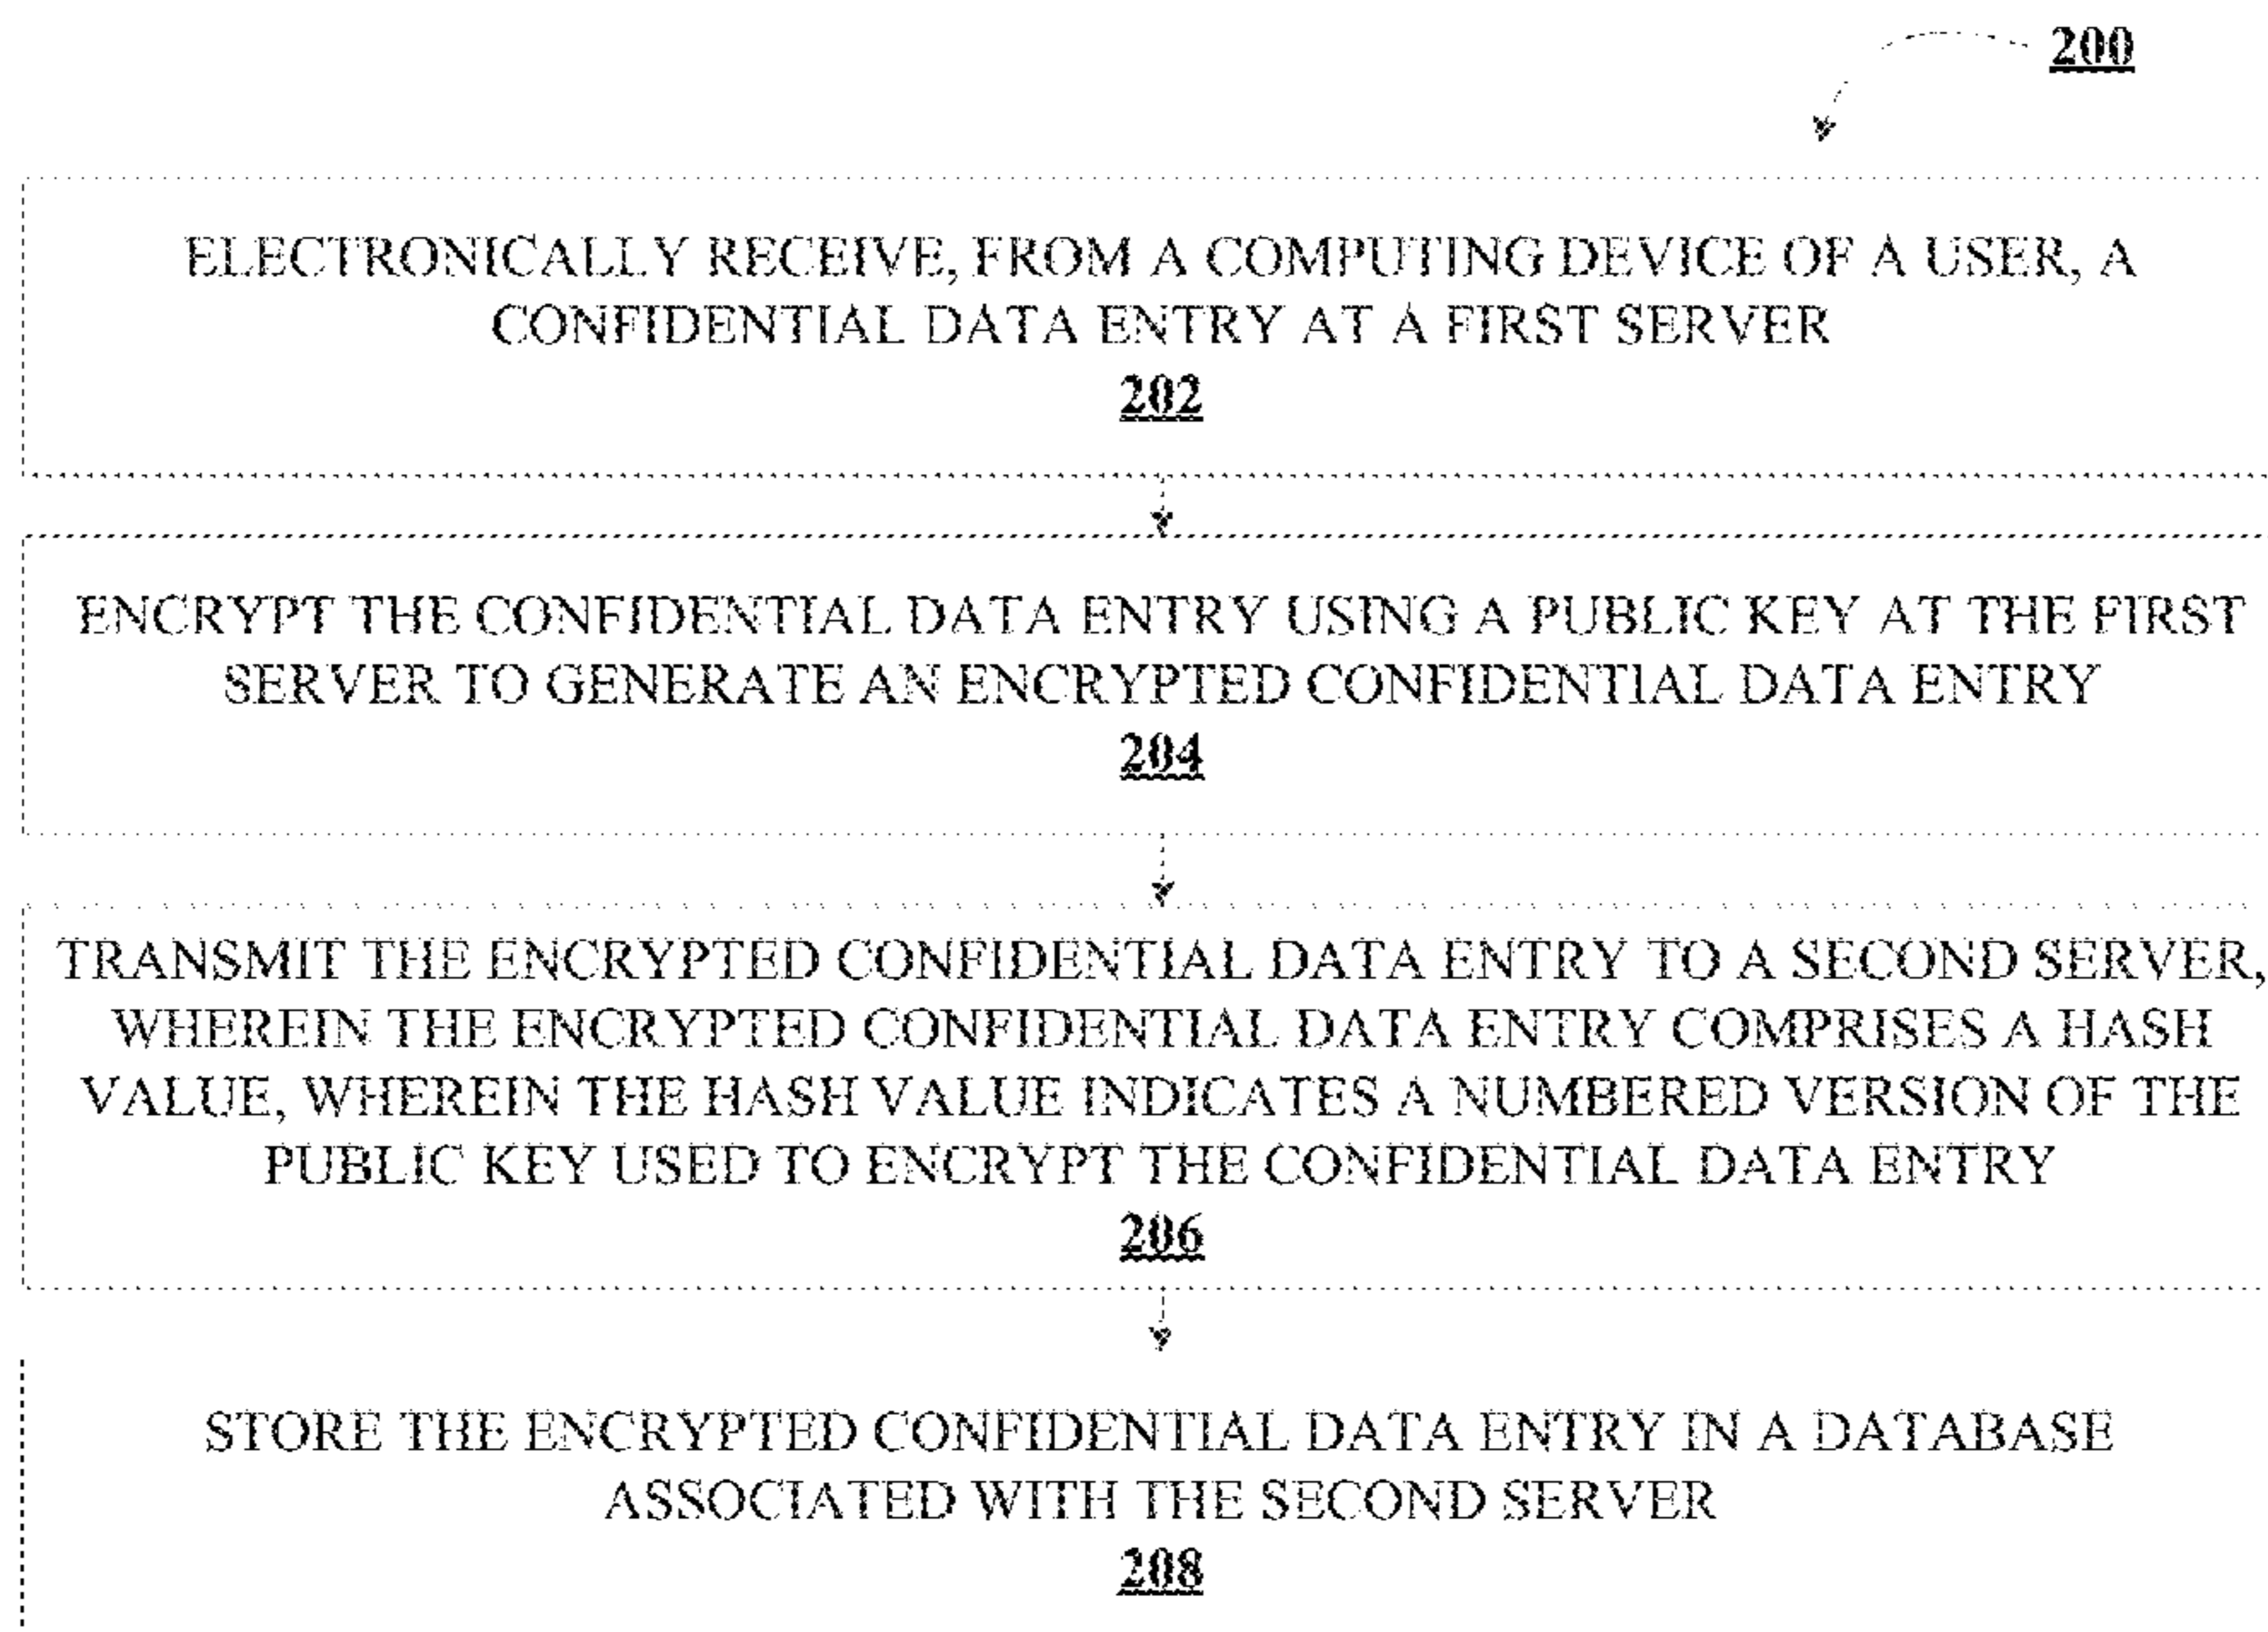 200
ELECTRONICALLY RECEIVE, FROM A COMPUTING DEVICE OF A USER, A
CONFIDENTIAL DATA ENTRY AT A FIRST SERVER
202
ENCRYPT THE CONFIDENTIAL DATA ENTRY USING A PUBLIC KEY AT THE FIRST
SERVER TO GENERATE AN ENCRYPTED CONFIDENTIAL DATA ENTRY
204
TRANSMIT THE ENCRYPTED CONFIDENTIAL DATA ENTRY TO A SECOND SERVER,
WHEREIN THE ENCRYPTED CONFIDENTIAL DATA ENTRY COMPRISES A HASH
VALUE, WHEREIN THE HASH VALUE INDICATES A NUMBERED VERSION OF THE
PUBLIC KEY USED TO ENCRYPT THE CONFIDENTIAL DATA ENTRY
206
STORE THE ENCRYPTED CONFIDENTIAL DATA ENTRY IN A DATABASE
ASSOCIATED WITH THE SECOND SERVER
208